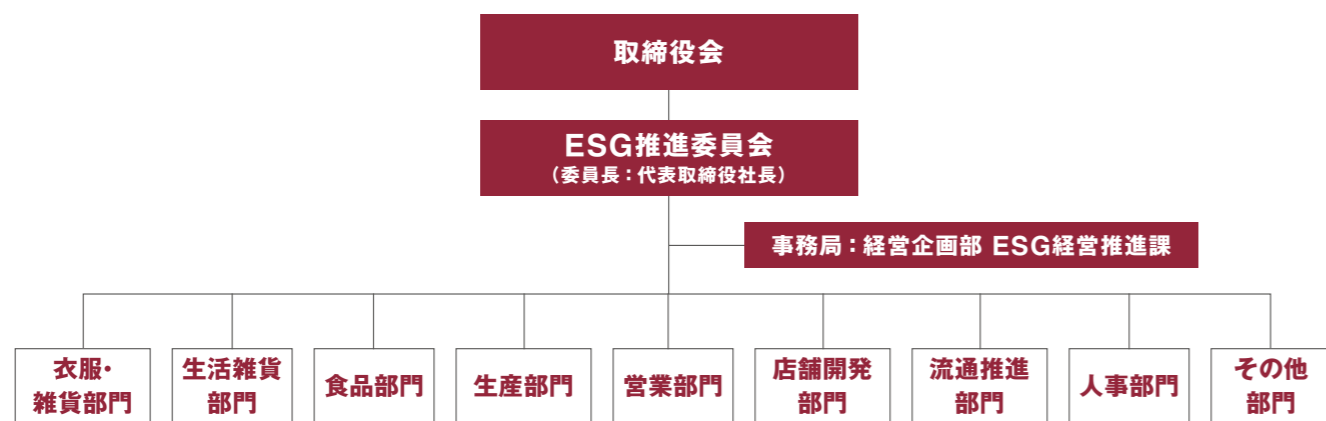 取締役会
ESG推進委員会
（委員長：代表取締役社長）
事務局：経営企画部 ESG経営推進課
衣服・
雑貨部門
生活雑貨
部門
食品部門
生産部門
営業部門
店舗開発
部門
流通推進
部門
人事部門
その他
部門